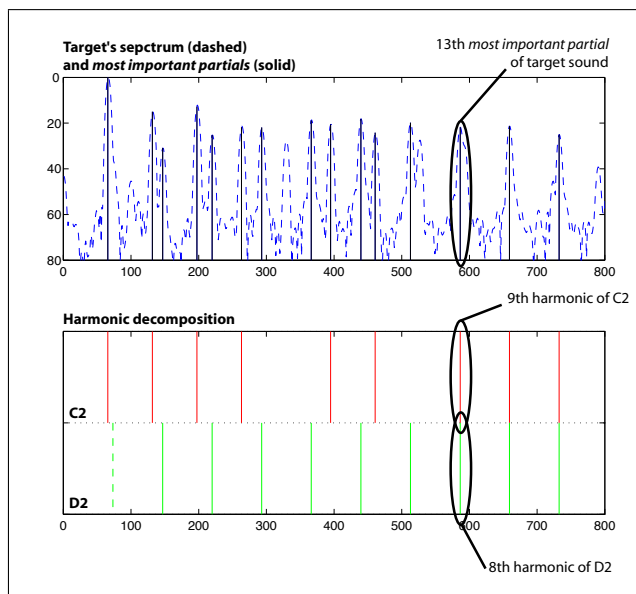 Target's sepctrum (dashed)
and most important partials (solid)
13th most important partial
of target sound
0
20
40
60
80
0 100 200 300 400 500 600 700 800
9th harmonic of C2
Harmonic decomposition
C2
D2
0 100 200 300 400 500 600 700 800
8th harmonic of D2